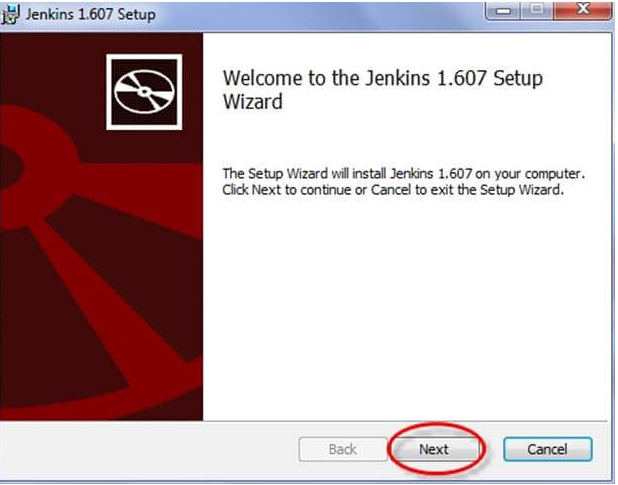 Jenkins 1.607 Setup
Welcome to the Jenkins 1.607 Setup
Wizard
The Setup Wizard will install Jenkins 1.607 on your computer.
Click Next to continue or Cancel to exit the Setup Wizard.
Back Next Cancel